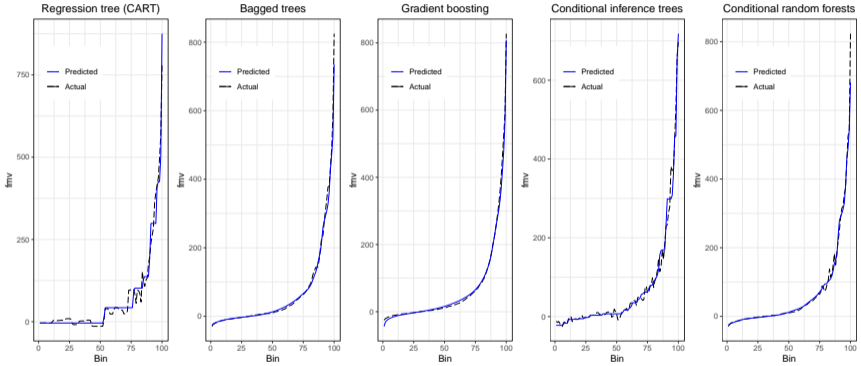 Regression tree (CART)
750
500
250
0
fmv
Predicted
Actual
0
25
50
75
100
Bin
Bagged trees
800
600
400
200
0
fmv
Predicted
Actual
0
25
50
75
100
Bin
Gradient boosting
800
600
400
200
0
fmv
Predicted
Actual
0
25
50
75
100
Bin
Conditional inference trees
600
400
200
0
fmv
Predicted
Actual
0
25
50
75
100
Bin
Conditional random forests
800
600
400
200
0
fmv
Predicted
Actual
0
25
50
75
100
Bin